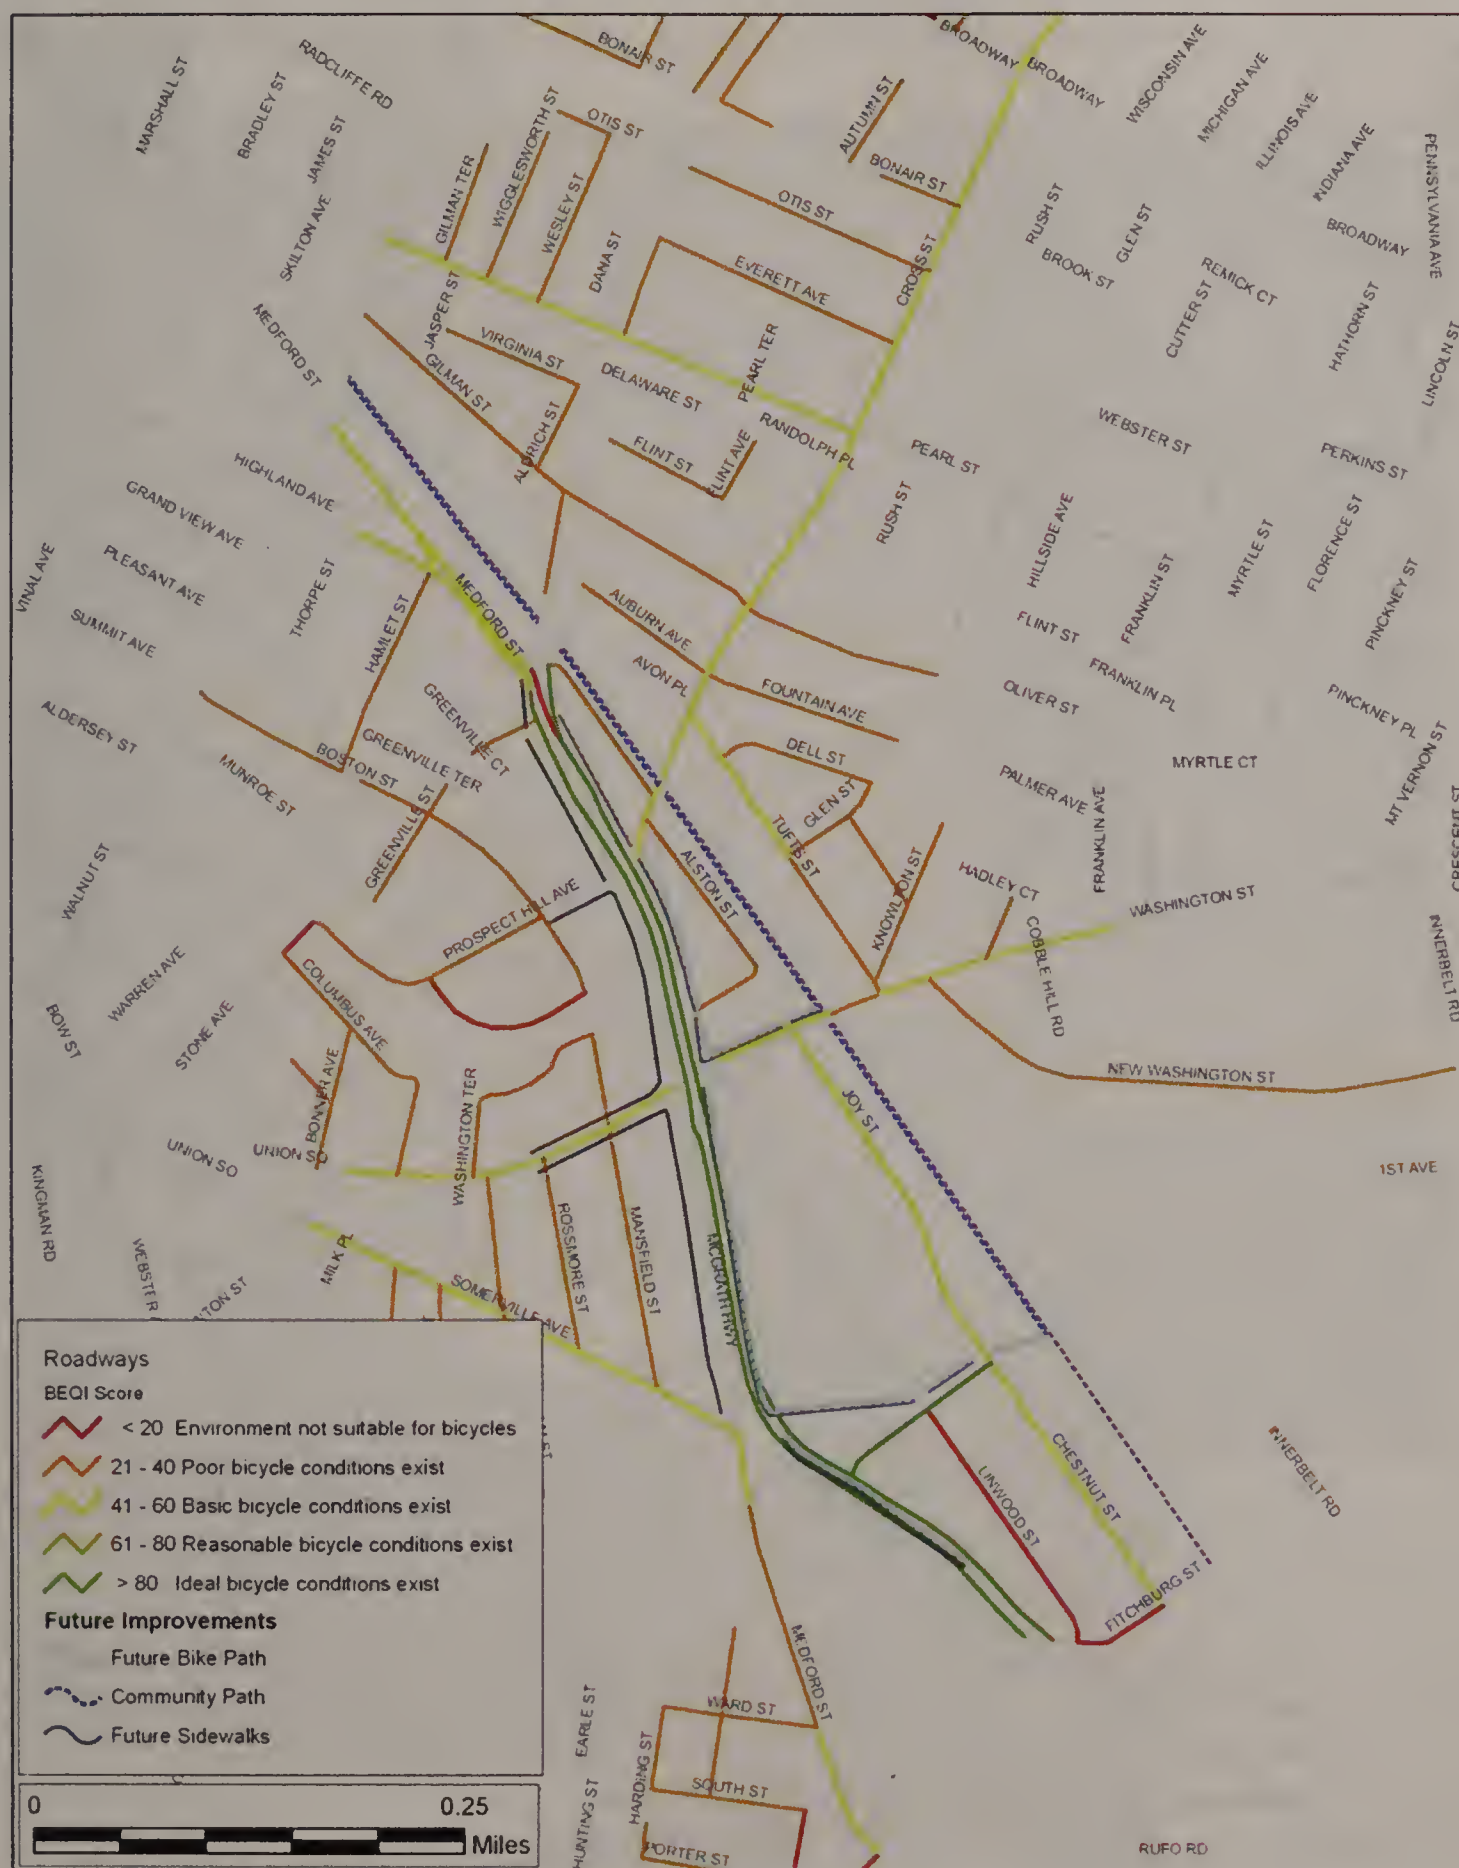 BONAIR ST
BROADWAY
BROADWAY
WISCONSIN AVE
MICHIGAN AVE
ILLINOIS AVE
INDIANA AVE
PENNSYLVANIA AVE
MARSHALL ST
BRADLEY ST
RADCLIFFE RD
JAMES ST
OTIS ST
AUTUMN ST
BONAIR ST
GILMAN TER
WIGGLESWORTH ST
WESLEY ST
OTIS ST
RUSH ST
GLEN ST
BROADWAY
SKILTON AVE
DANA ST
EVERETT AVE
CROSS ST
BROOK ST
REMICK CT
CUTTER ST
HATHORN ST
LINCOLN ST
JASPER ST
MEDFORD ST
VIRGINIA ST
GILMAN ST
DELAWARE ST
PEARL TER
RANDOLPH PL
ALDRICH ST
FLINT ST
FLINT AVE
PEARL ST
WEBSTER ST
PERKINS ST
HIGHLAND AVE
GRAND VIEW AVE
RUSH ST
HILLSIDE AVE
MYRTLE ST
FLORENCE ST
VINAL AVE
PLEASANT AVE
THORPE ST
SUMMIT AVE
HAMLET ST
MEDFORD ST
AUBURN AVE
AVON PL
FLINT ST
FRANKLIN ST
FRANKLIN PL
PINCKNEY ST
ALDERSEY ST
GREENVILLE CT
FOUNTAIN AVE
OLIVER ST
PINCKNEY PL
MUNROE ST
BOSTON ST
GREENVILLE TER
GREENVILLE ST
DELL ST
GLEN ST
TUFTS ST
PALMER AVE
FRANKLIN AVE
MYRTLE CT
MT VERNON ST
CRESCENT ST
WALNUT ST
PROSPECT HILL AVE
ALSTON ST
KNOWLTON ST
HADLEY CT
WASHINGTON ST
COBBLE HILL RD
INNERBELT RD
WARREN AVE
COLUMBUS AVE
BOW ST
STONE AVE
BONNER AVE
WASHINGTON TER
JOY ST
NEW WASHINGTON ST
UNION SQ
UNION SQ
1ST AVE
KINGMAN RD
WEBSTER
MILK PL
ROSSMORE ST
MANSFIELD ST
MCGRATH HWY
SOMERVILLE AVE
LINWOOD ST
CHESTNUT ST
INNERBELT RD
FITCHBURG ST
MEDFORD ST
WARD ST
EARLE ST
HARDING ST
SOUTH ST
HUNTING ST
PORTER ST
RUFO RD
Roadways
BEQI Score
< 20 Environment not suitable for bicycles
21 - 40 Poor bicycle conditions exist
41 - 60 Basic bicycle conditions exist
61 - 80 Reasonable bicycle conditions exist
> 80 Ideal bicycle conditions exist
Future Improvements
Future Bike Path
Community Path
Future Sidewalks
0 0.25
Miles